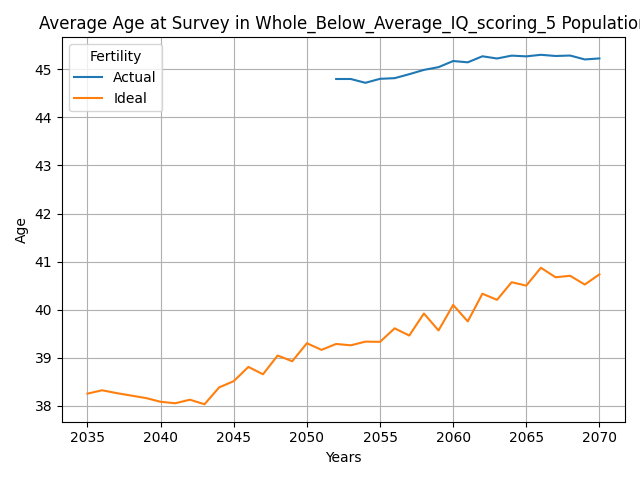 Average Age at Survey in Whole_Below_Average_IQ_scoring_5 Population
Fertility
Actual
Ideal
45
44
43
42
41
40
39
38
Age
2035 2040 2045 2050 2055 2060 2065 2070
Years